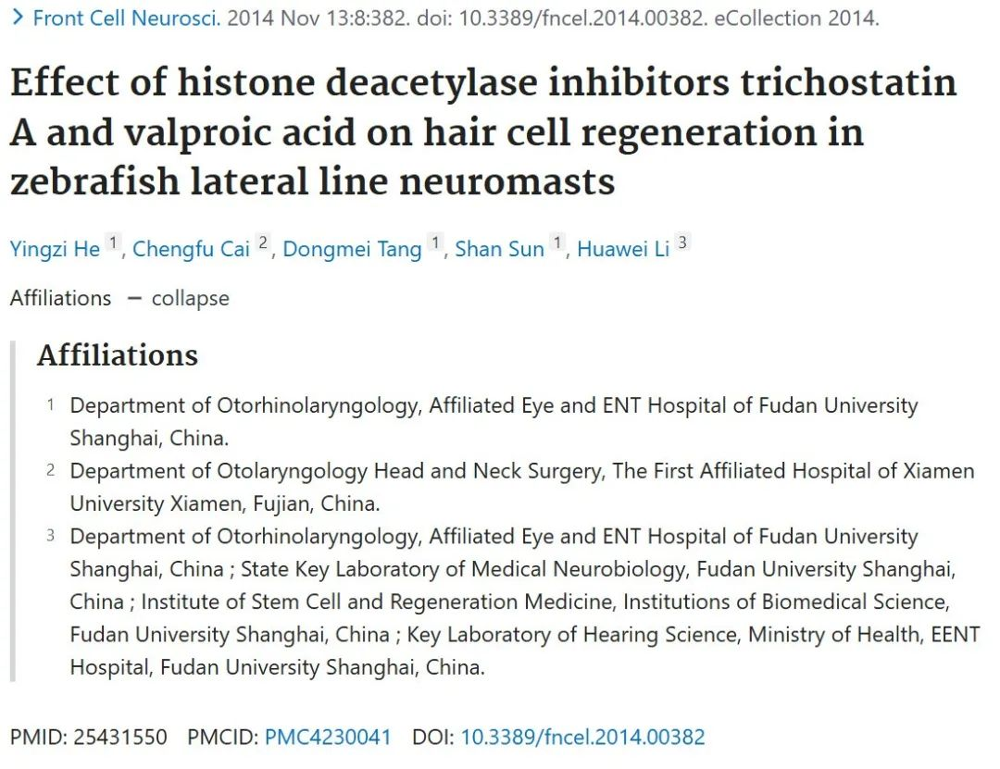 > Front Cell Neurosci. 2014 Nov 13:8:382. doi: 10.3389/fncel.2014.00382. eCollection 2014.
Effect of histone deacetylase inhibitors trichostatin
A and valproic acid on hair cell regeneration in
zebrafish lateral line neuromasts
Yingzi He 1, Chengfu Cai 2, Dongmei Tang 1, Shan Sun 1, Huawei Li 3
Affiliations — collapse
Affiliations
1 Department of Otorhinolaryngology, Affiliated Eye and ENT Hospital of Fudan University
Shanghai, China.
2 Department of Otolaryngology Head and Neck Surgery, The First Affiliated Hospital of Xiamen
University Xiamen, Fujian, China.
3 Department of Otorhinolaryngology, Affiliated Eye and ENT Hospital of Fudan University
Shanghai, China ; State Key Laboratory of Medical Neurobiology, Fudan University Shanghai,
China ; Institute of Stem Cell and Regeneration Medicine, Institutions of Biomedical Science,
Fudan University Shanghai, China ; Key Laboratory of Hearing Science, Ministry of Health, EENT
Hospital, Fudan University Shanghai, China.
PMID: 25431550 PMCID: PMC4230041 DOI: 10.3389/fncel.2014.00382